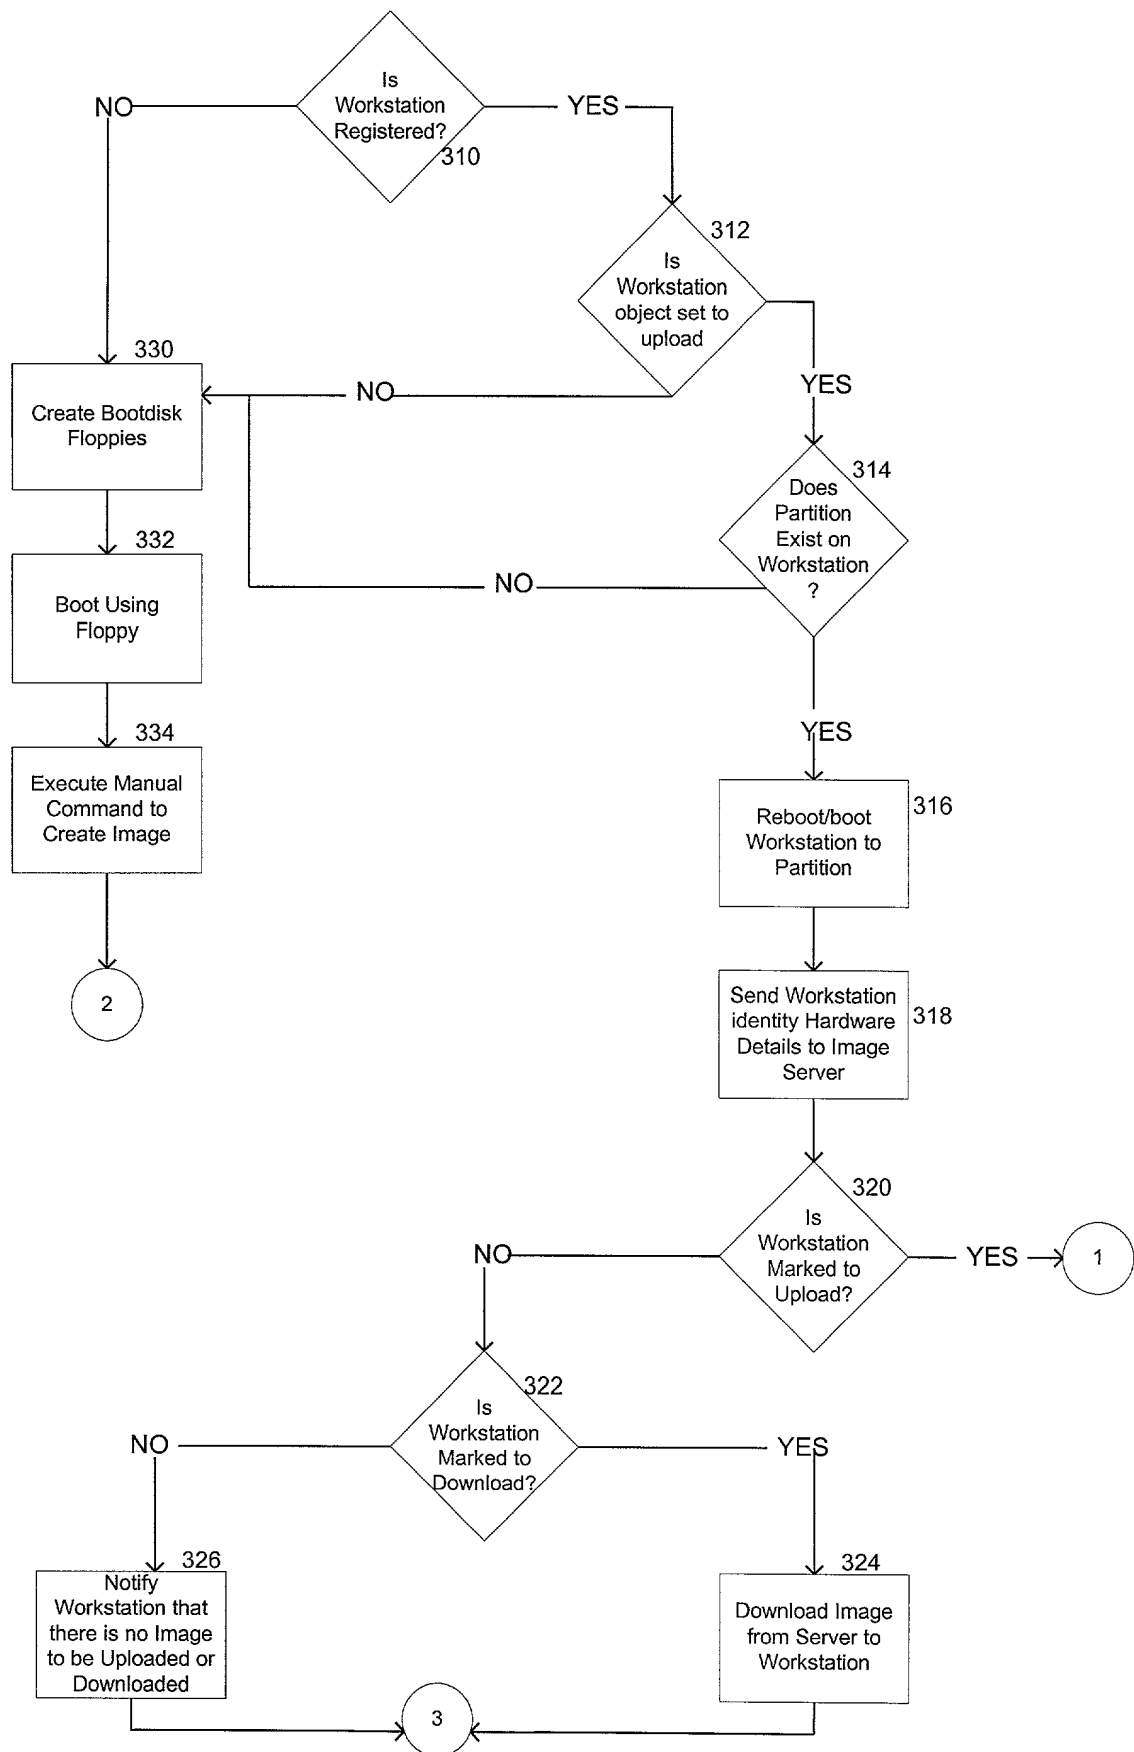 Is
Workstation
Registered?
310
NO
YES
312
Is
Workstation
object set to
upload
330
Create Bootdisk
Floppies
NO
YES
314
Does
Partition
Exist on
Workstation
?
332
Boot Using
Floppy
NO
334
Execute Manual
Command to
Create Image
YES
316
Reboot/boot
Workstation to
Partition
2
318
Send Workstation
identity Hardware
Details to Image
Server
320
Is
Workstation
Marked to
Upload?
NO
YES
1
322
Is
Workstation
Marked to
Download?
NO
YES
326
Notify
Workstation that
there is no Image
to be Uploaded or
Downloaded
324
Download Image
from Server to
Workstation
3